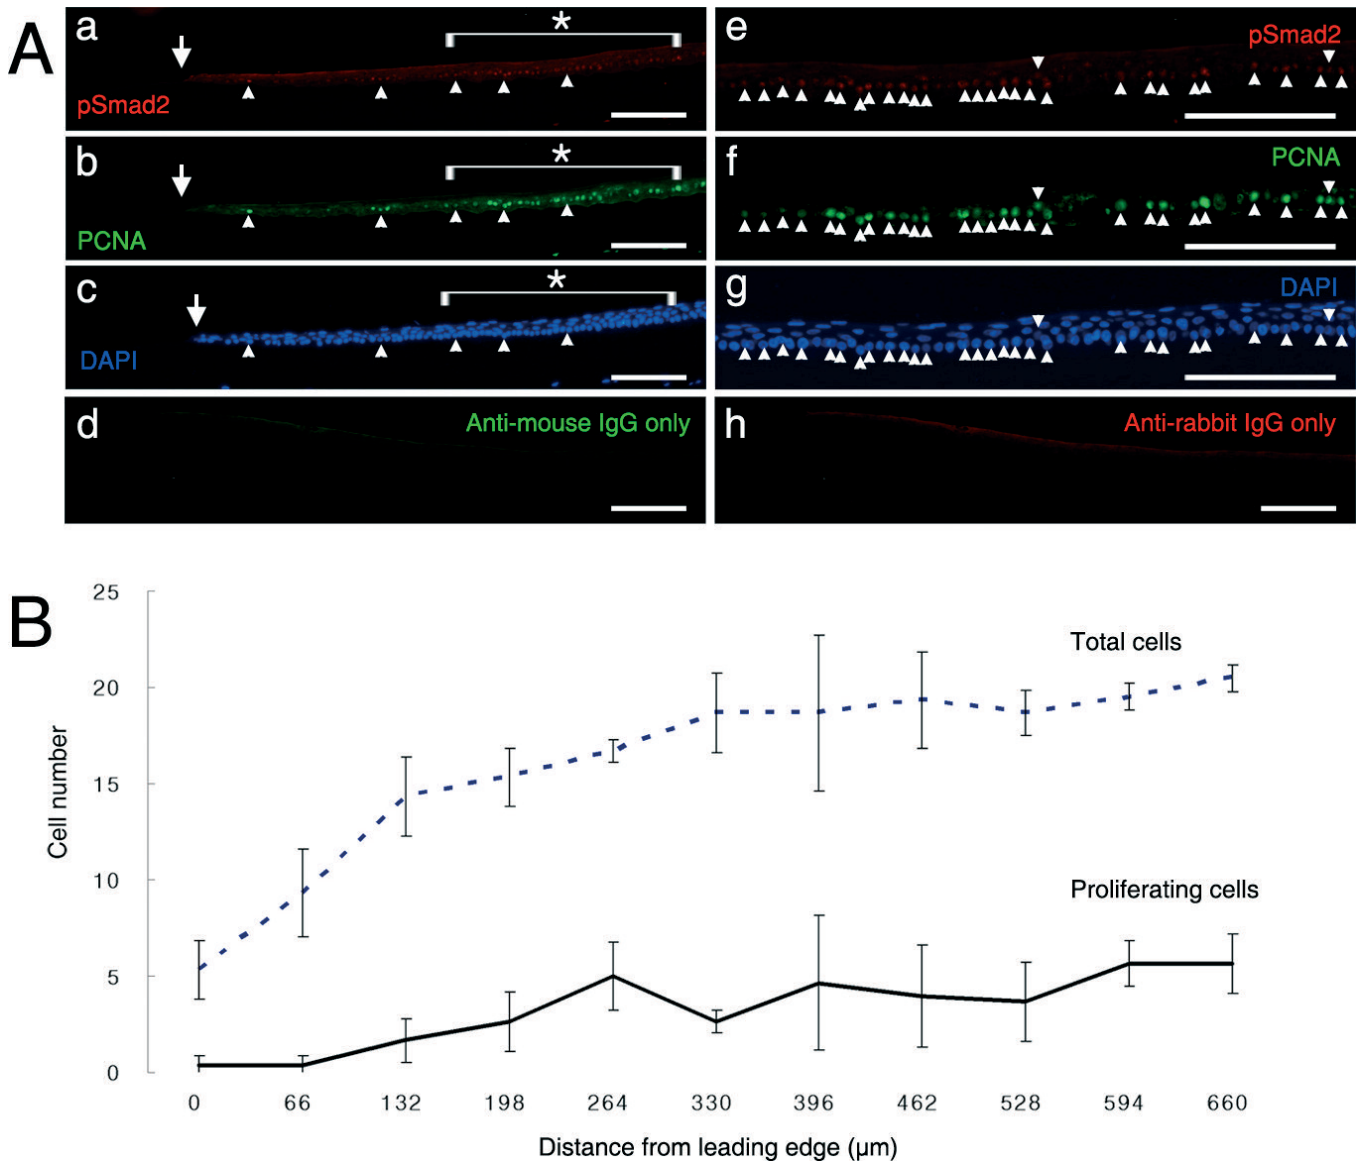 A
a
*
pSmad2
e
pSmad2
b
*
PCNA
f
PCNA
c
*
DAPI
g
DAPI
d
Anti-mouse IgG only
h
Anti-rabbit IgG only
B
25
20
15
10
5
0
Cell number
Total cells
Proliferating cells
0 66 132 198 264 330 396 462 528 594 660
Distance from leading edge (μm)